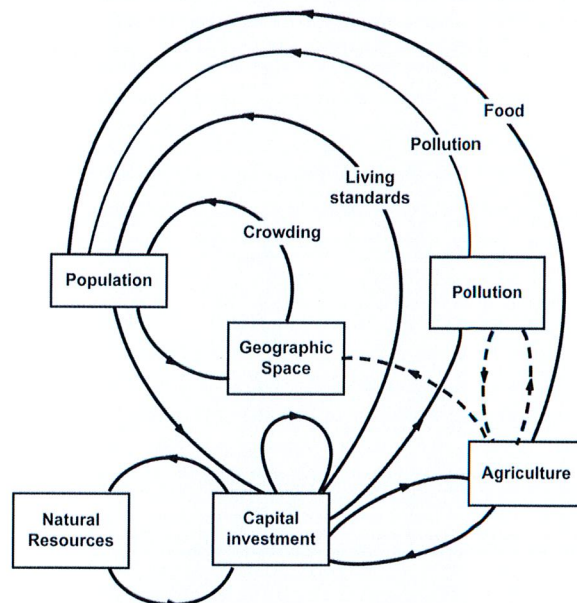 Food
Pollution
Living
standards
Crowding
Population
Pollution
Geographic
Space
Agriculture
Natural
Resources
Capital
investment